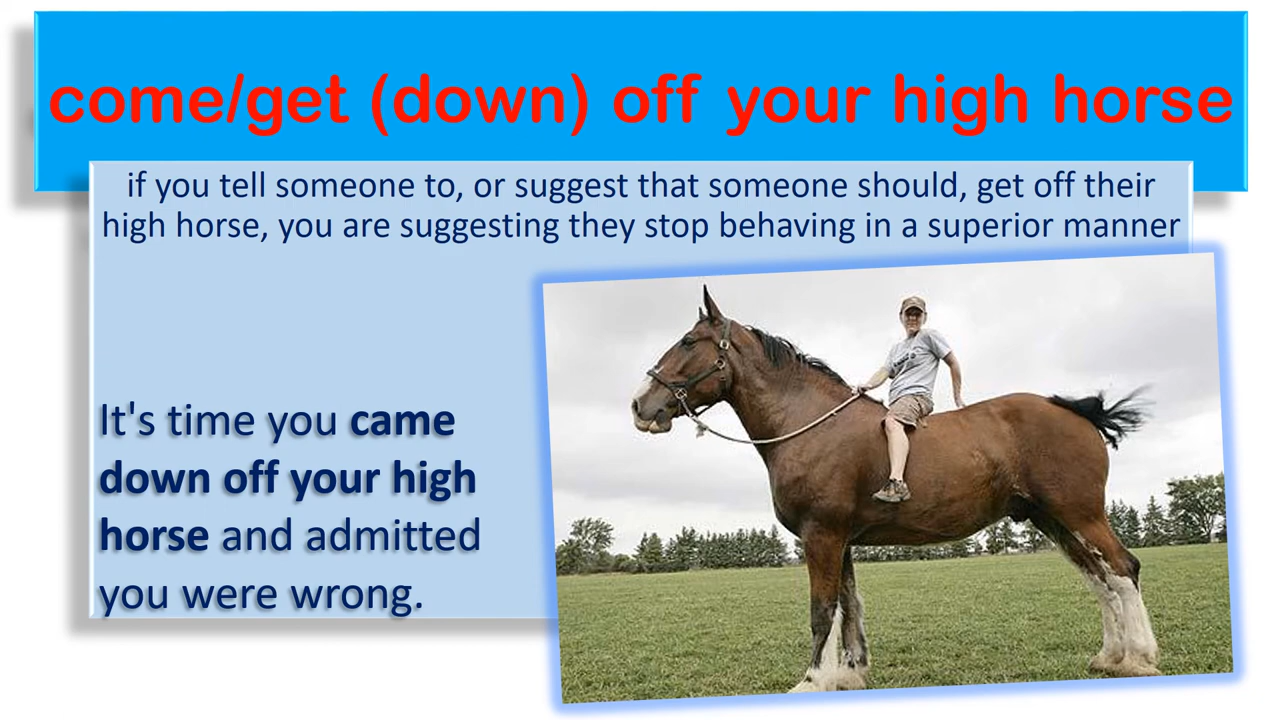 come/get (down) off your high horse
if you tell someone to, or suggest that someone should, get off their
high horse, you are suggesting they stop behaving in a superior manner
It's time you came
down off your high
horse and admitted
you were wrong.